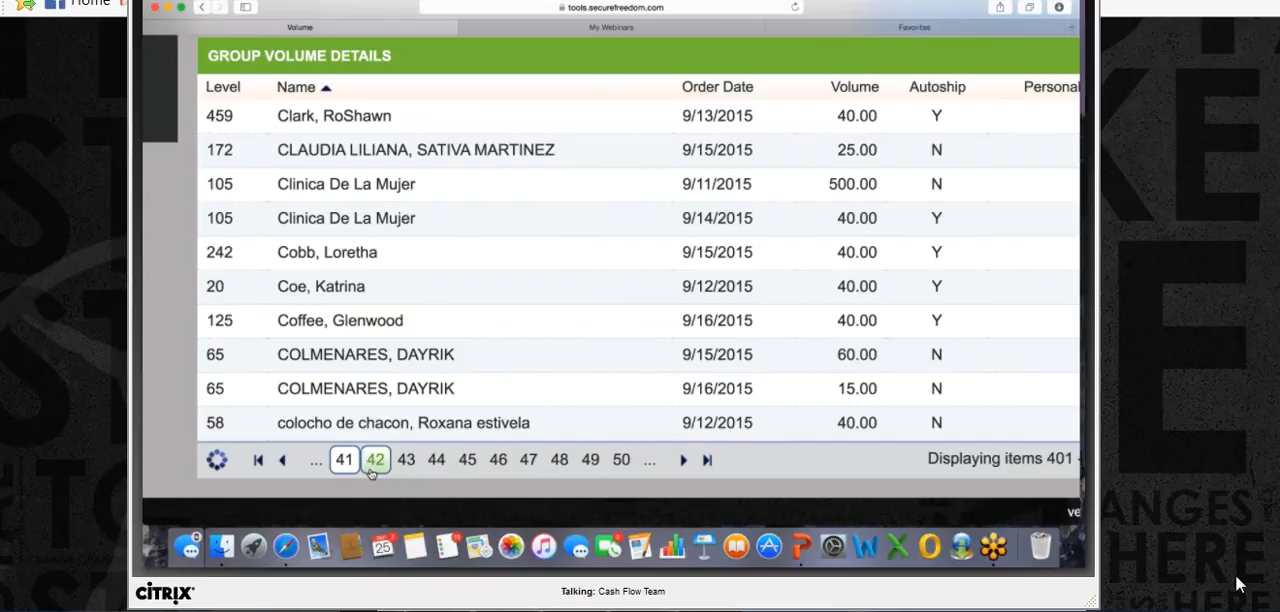 Home
tools.securefreedom.com
Volume My Webinars Favorites
GROUP VOLUME DETAILS
Level Name Order Date Volume Autoship Personal
459 Clark, RoShawn 9/13/2015 40.00 Y
172 CLAUDIA LILIANA, SATIVA MARTINEZ 9/15/2015 25.00 N
105 Clinica De La Mujer 9/11/2015 500.00 N
105 Clinica De La Mujer 9/14/2015 40.00 Y
242 Cobb, Loretha 9/15/2015 40.00 Y
20 Coe, Katrina 9/12/2015 40.00 Y
125 Coffee, Glenwood 9/16/2015 40.00 Y
65 COLMENARES, DAYRIK 9/15/2015 60.00 N
65 COLMENARES, DAYRIK 9/16/2015 15.00 N
58 colocho de chacon, Roxana estivela 9/12/2015 40.00 N
... 41 42 43 44 45 46 47 48 49 50 ... Displaying items 401 -
ve
25
CITRIX
Talking: Cash Flow Team
KE
E
ANGES
HERE